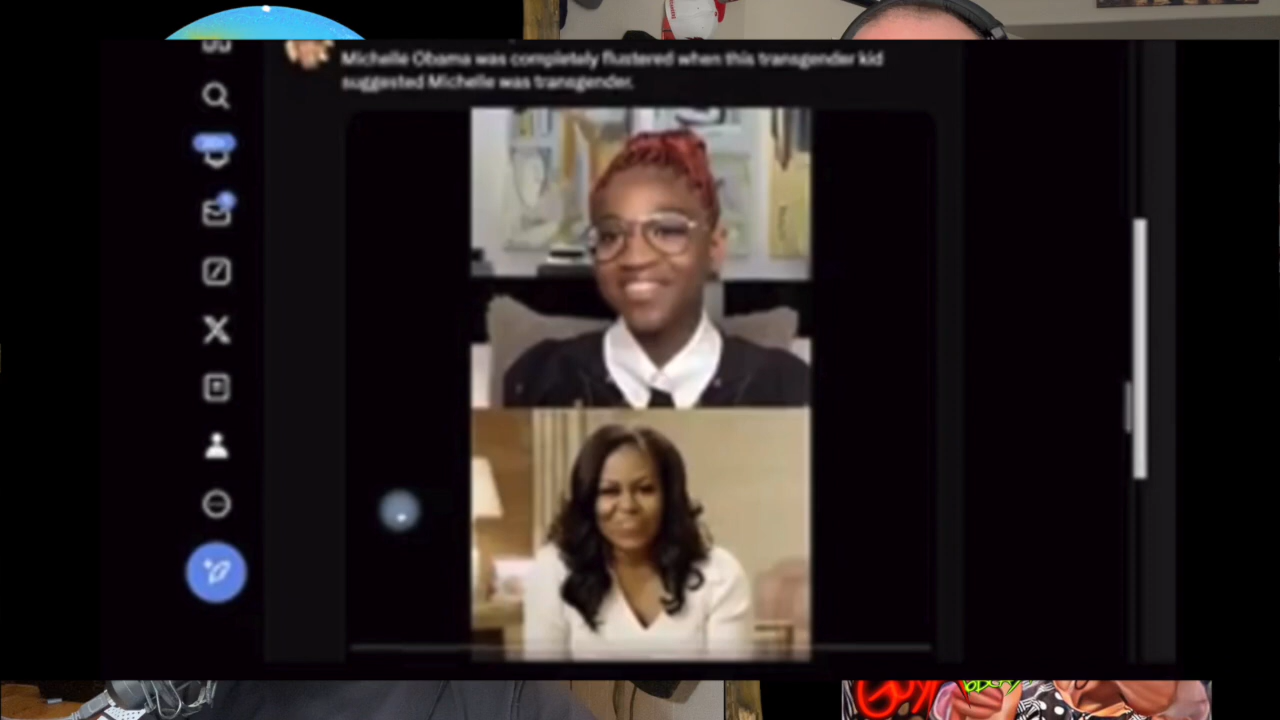 Michelle Obama was completely flustered when this transgender kid
suggested Michelle was transgender.